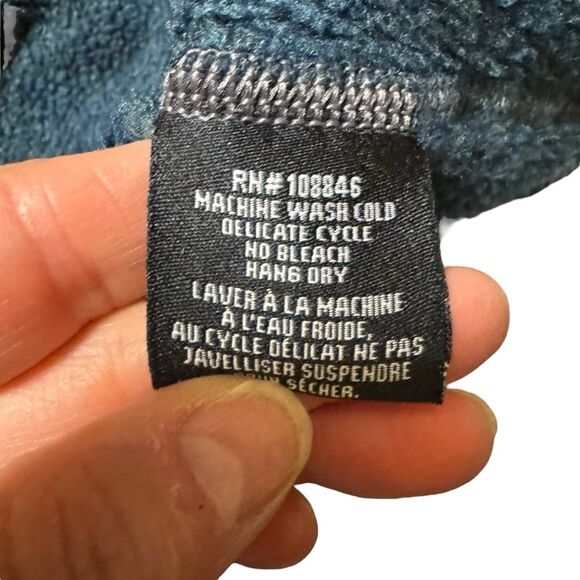 RN# 108846
MACHINE WASH COLD
DELICATE CYCLE
NO BLEACH
HANG DRY
LAVER À LA MACHINE
À L'EAU FROIDE,
AU CYCLE DÉLICAT NE PAS
JAVELLISER SUSPENDRE
SÉCHER.